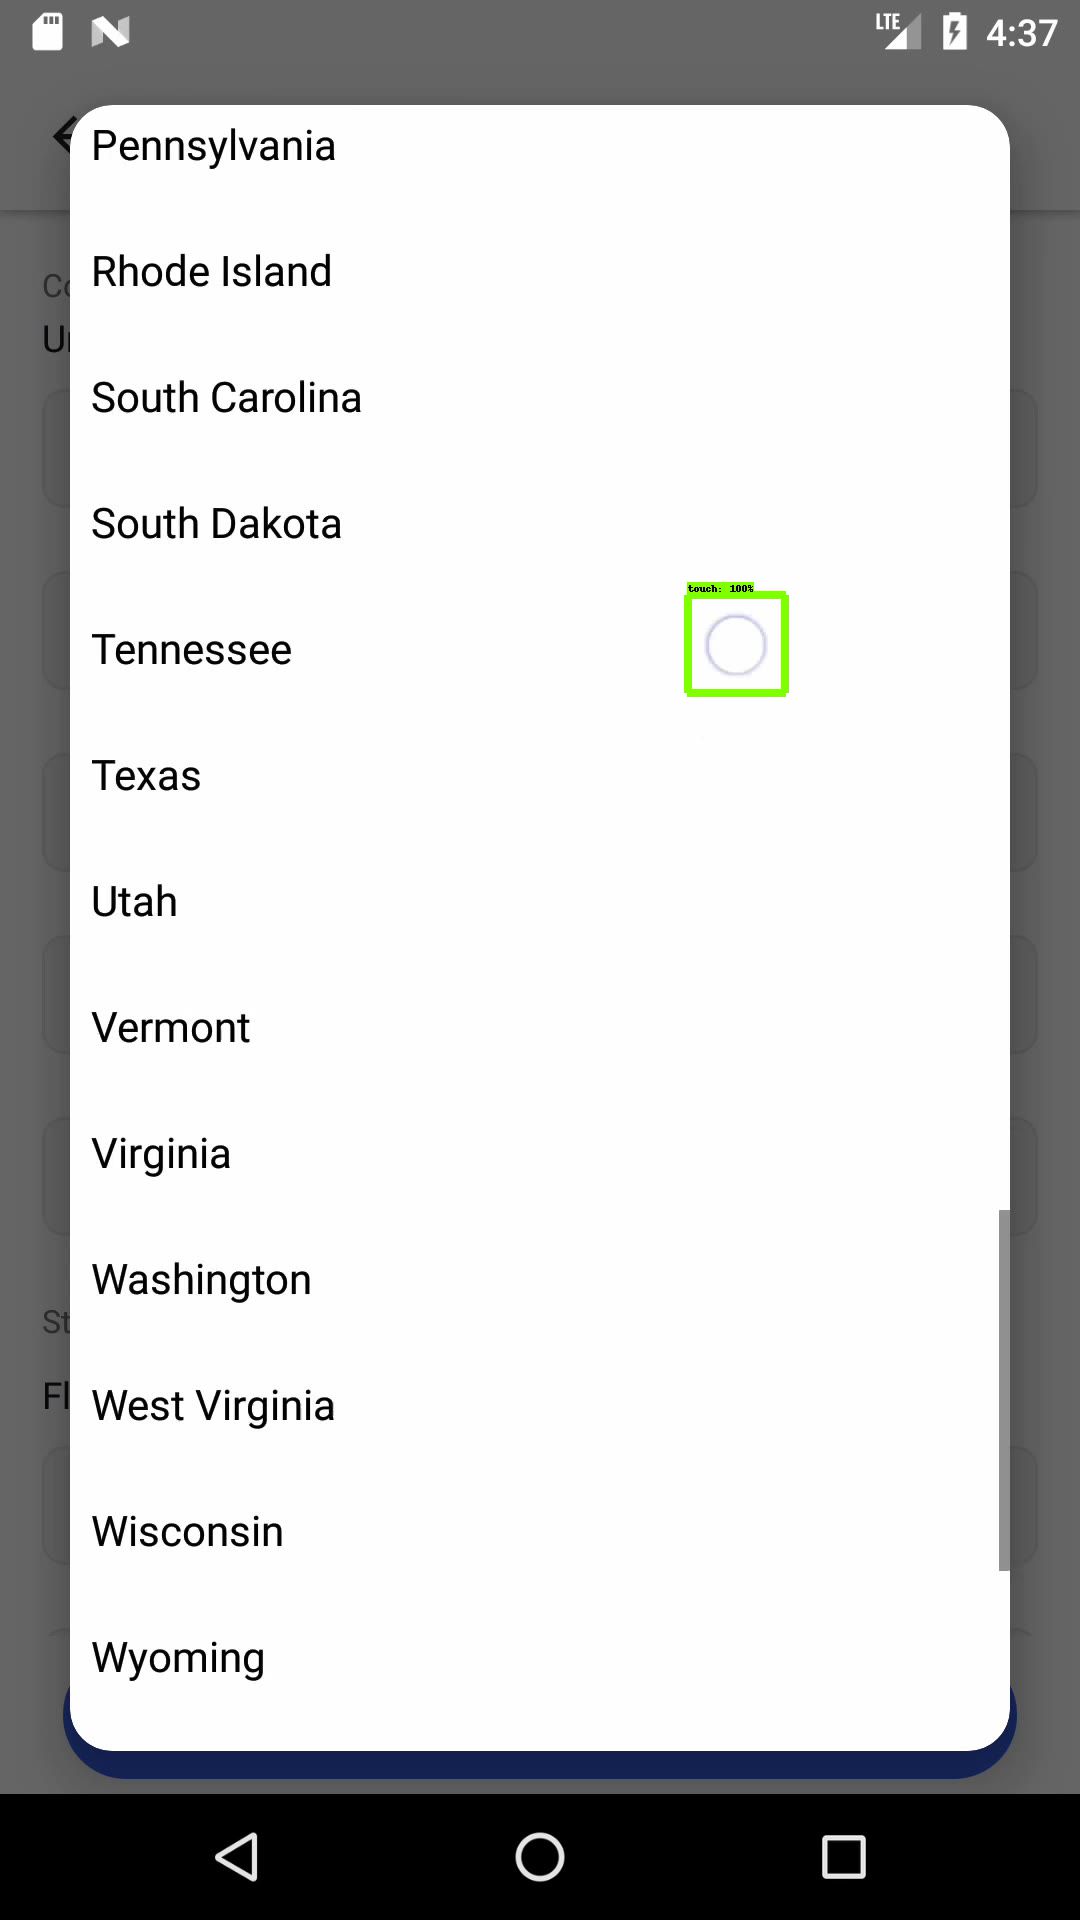 LTE 4:37
Pennsylvania
Rhode Island
Co
South Carolina
South Dakota
touch: 100%
Tennessee
Texas
Utah
Vermont
Virginia
Washington
St
Fl
West Virginia
Wisconsin
Wyoming